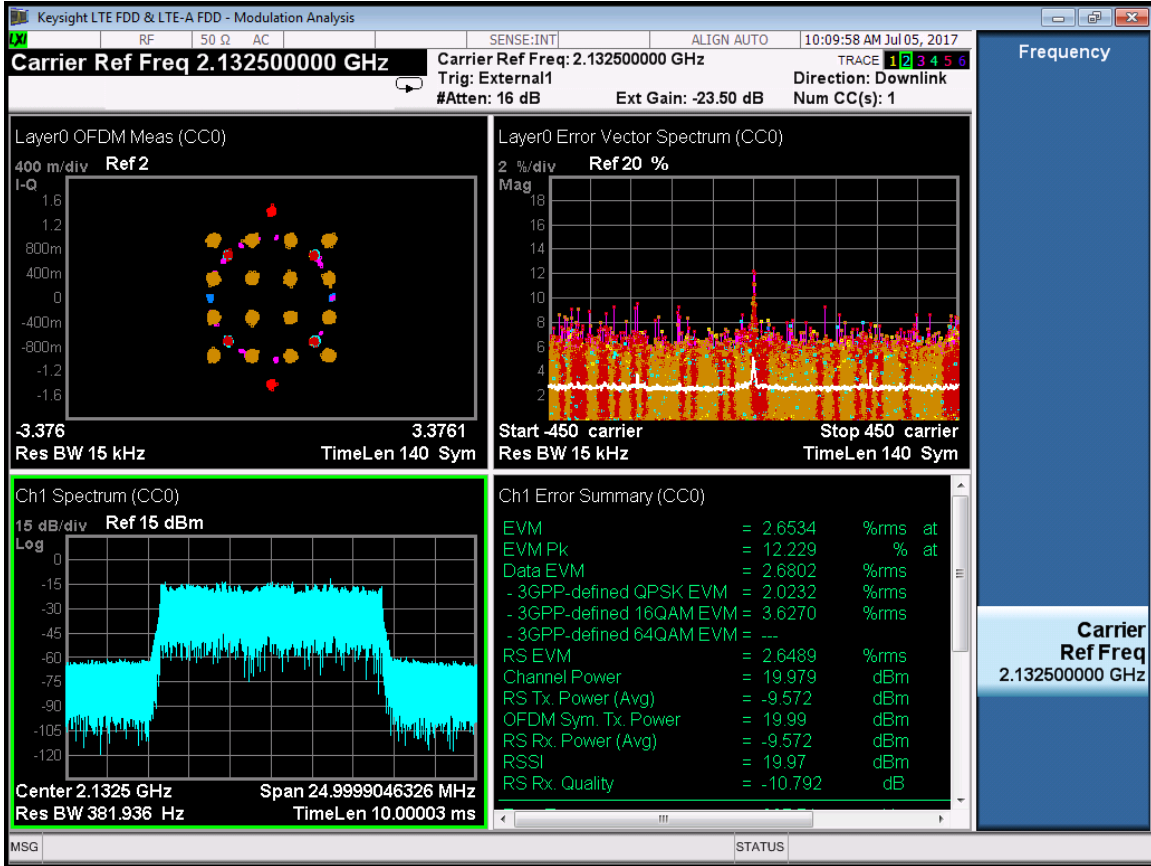 Keysight LTE FDD & LTE-A FDD - Modulation Analysis
LXI RF 50 Ω AC SENSE:INT ALIGN AUTO 10:09:58 AM Jul 05, 2017
Carrier Ref Freq 2.132500000 GHz
Carrier Ref Freq: 2.132500000 GHz
Trig: External1
#Atten: 16 dB Ext Gain: -23.50 dB
TRACE 1 2 3 4 5 6
Direction: Downlink
Num CC(s): 1
Layer0 OFDM Meas (CC0)
400 m/div Ref 2
I-Q
1.6
1.2
800m
400m
0
-400m
-800m
-1.2
-1.6
-3.376 3.3761
Res BW 15 kHz TimeLen 140 Sym
Layer0 Error Vector Spectrum (CC0)
2 %/div Ref 20 %
Mag
18
16
14
12
10
8
6
4
2
Start -450 carrier Stop 450 carrier
Res BW 15 kHz TimeLen 140 Sym
Ch1 Spectrum (CC0)
15 dB/div Ref 15 dBm
Log
0
-15
-30
-45
-60
-75
-90
-105
-120
Center 2.1325 GHz Span 24.9999046326 MHz
Res BW 381.936 Hz TimeLen 10.00003 ms
Ch1 Error Summary (CC0)
EVM = 2.6534 %rms at
EVM Pk = 12.229 % at
Data EVM = 2.6802 %rms
- 3GPP-defined QPSK EVM = 2.0232 %rms
- 3GPP-defined 16QAM EVM = 3.6270 %rms
- 3GPP-defined 64QAM EVM = ---
RS EVM = 2.6489 %rms
Channel Power = 19.979 dBm
RS Tx. Power (Avg) = -9.572 dBm
OFDM Sym. Tx. Power = 19.99 dBm
RS Rx. Power (Avg) = -9.572 dBm
RSSI = 19.97 dBm
RS Rx. Quality = -10.792 dB
Frequency
Carrier
Ref Freq
2.132500000 GHz
MSG STATUS